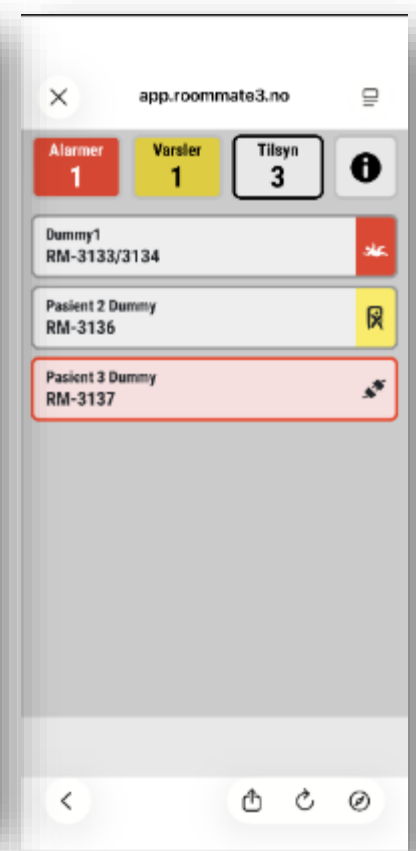 app.roommate3.no
Alarmer
1
Varsler
1
Tilsyn
3
Dummy1
RM-3133/3134
Pasient 2 Dummy
RM-3136
Pasient 3 Dummy
RM-3137